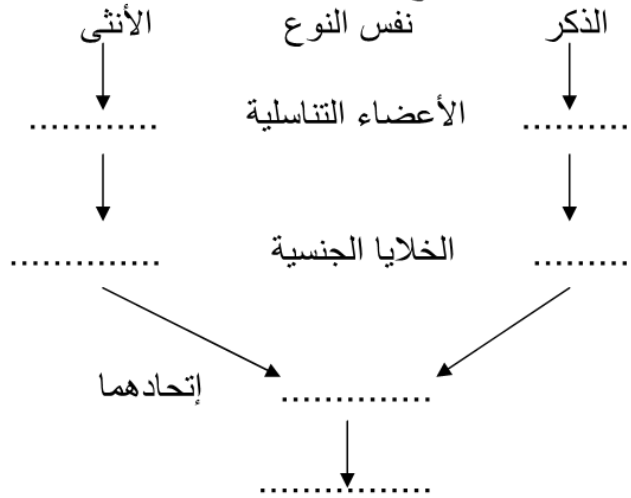 الذكر نفس النوع الأنثى
............ الأعضاء التناسلية ............
............ الخلايا الجنسية ..............
.............. إتحادهما
................